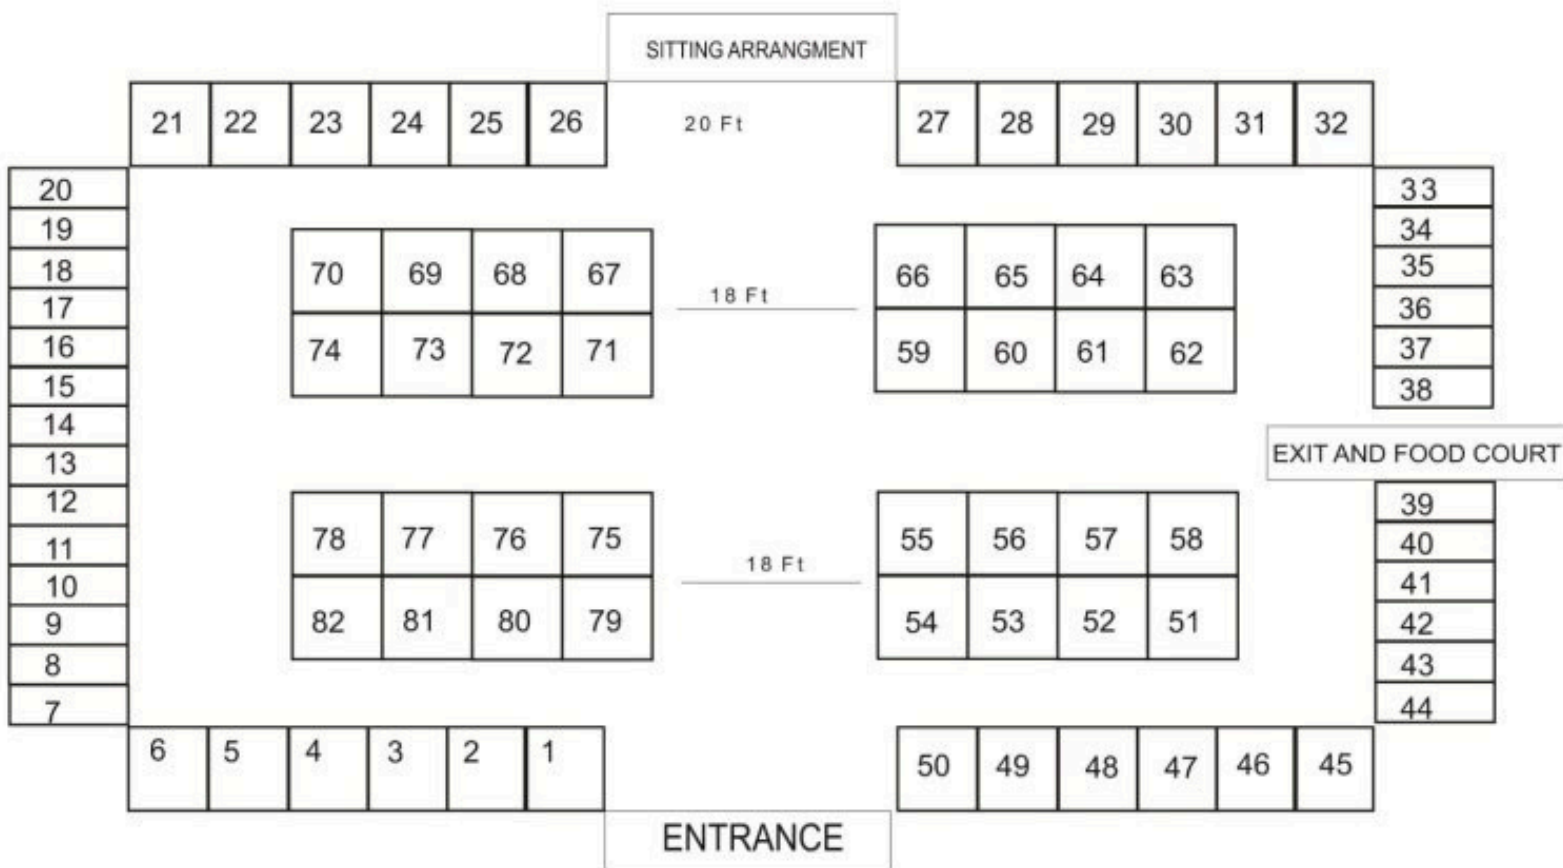 SITTING ARRANGMENT
21 22 23 24 25 26 20 Ft 27 28 29 30 31 32
20 33
19 34
18 70 69 68 67 66 65 64 63 35
17 18 Ft 36
16 74 73 72 71 59 60 61 62 37
15 38
14
13 EXIT AND FOOD COURT
12 39
11 78 77 76 75 55 56 57 58 40
10 18 Ft 41
9 82 81 80 79 54 53 52 51 42
8 43
7 44
6 5 4 3 2 1 50 49 48 47 46 45
ENTRANCE